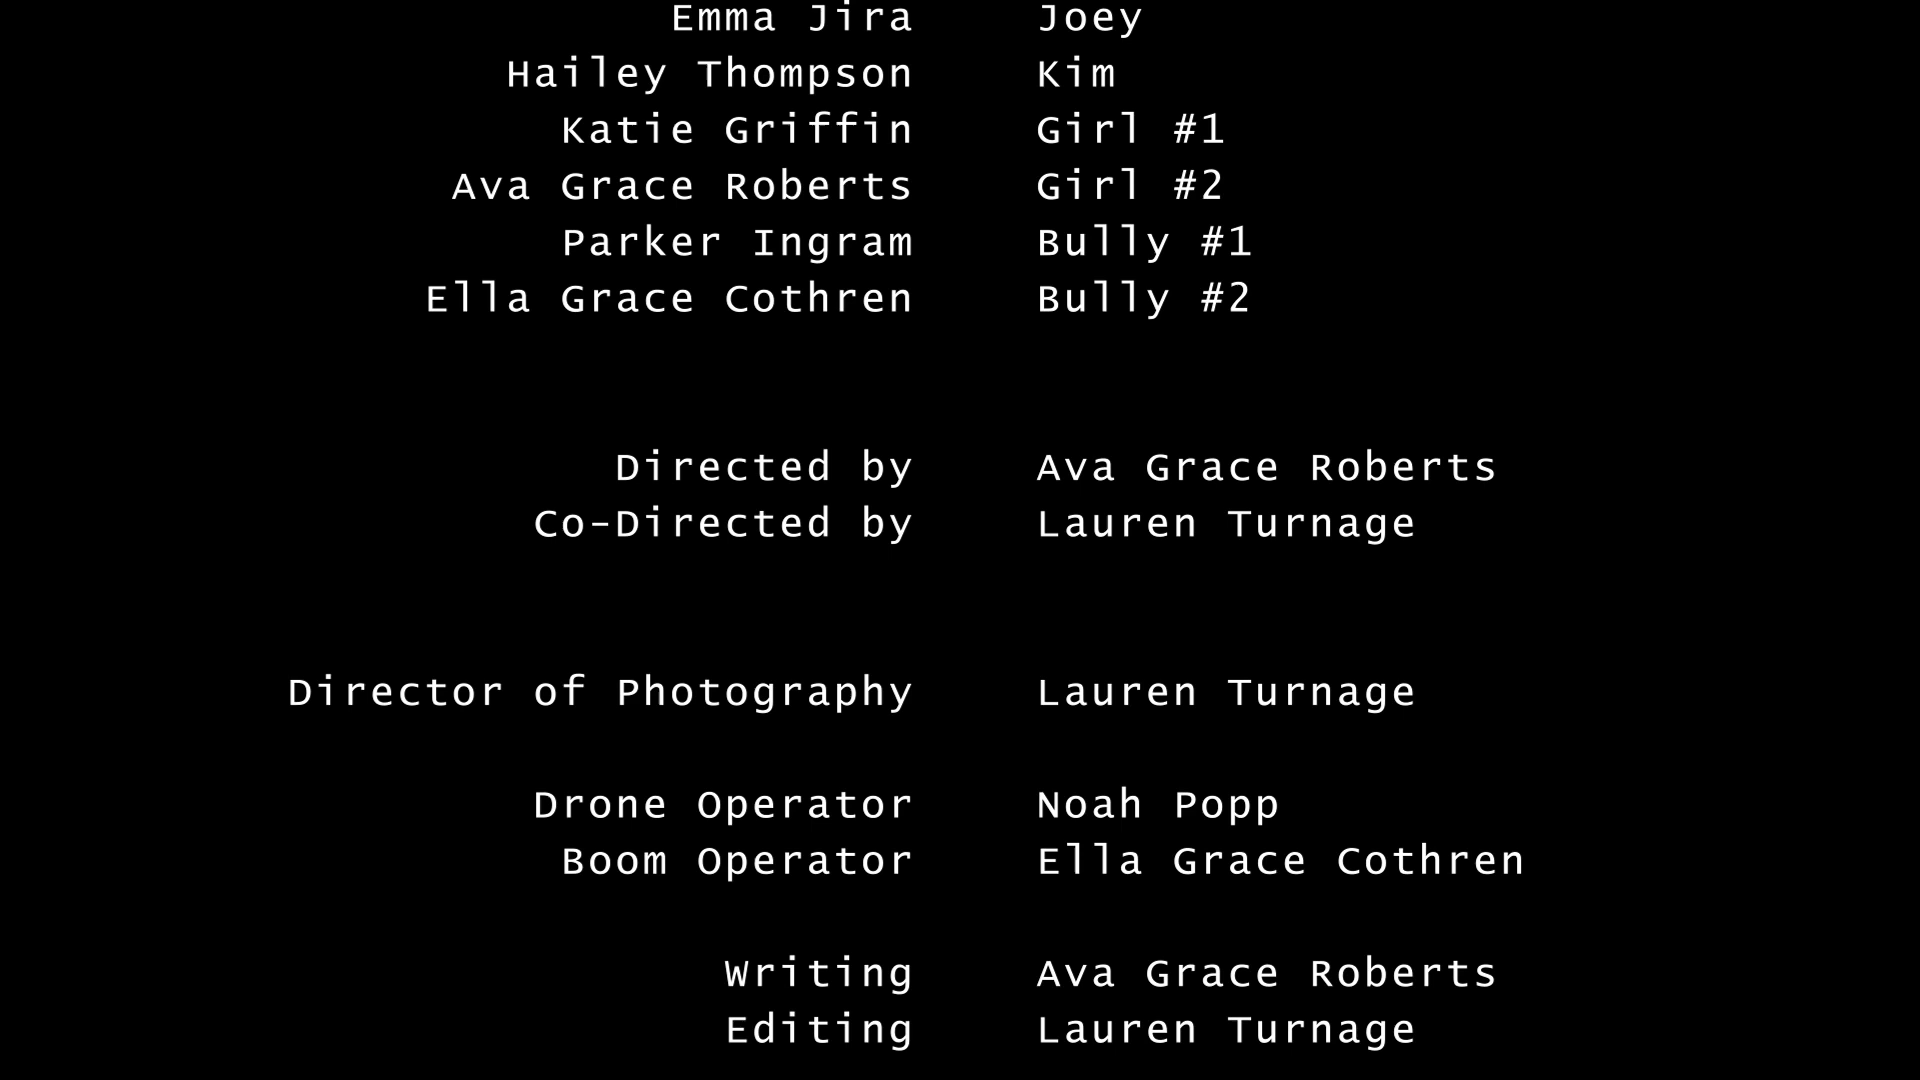 Emma Jira Joey
Hailey Thompson Kim
Katie Griffin Girl #1
Ava Grace Roberts Girl #2
Parker Ingram Bully #1
Ella Grace Cothren Bully #2
Directed by Ava Grace Roberts
Co-Directed by Lauren Turnage
Director of Photography Lauren Turnage
Drone Operator Noah Popp
Boom Operator Ella Grace Cothren
Writing Ava Grace Roberts
Editing Lauren Turnage